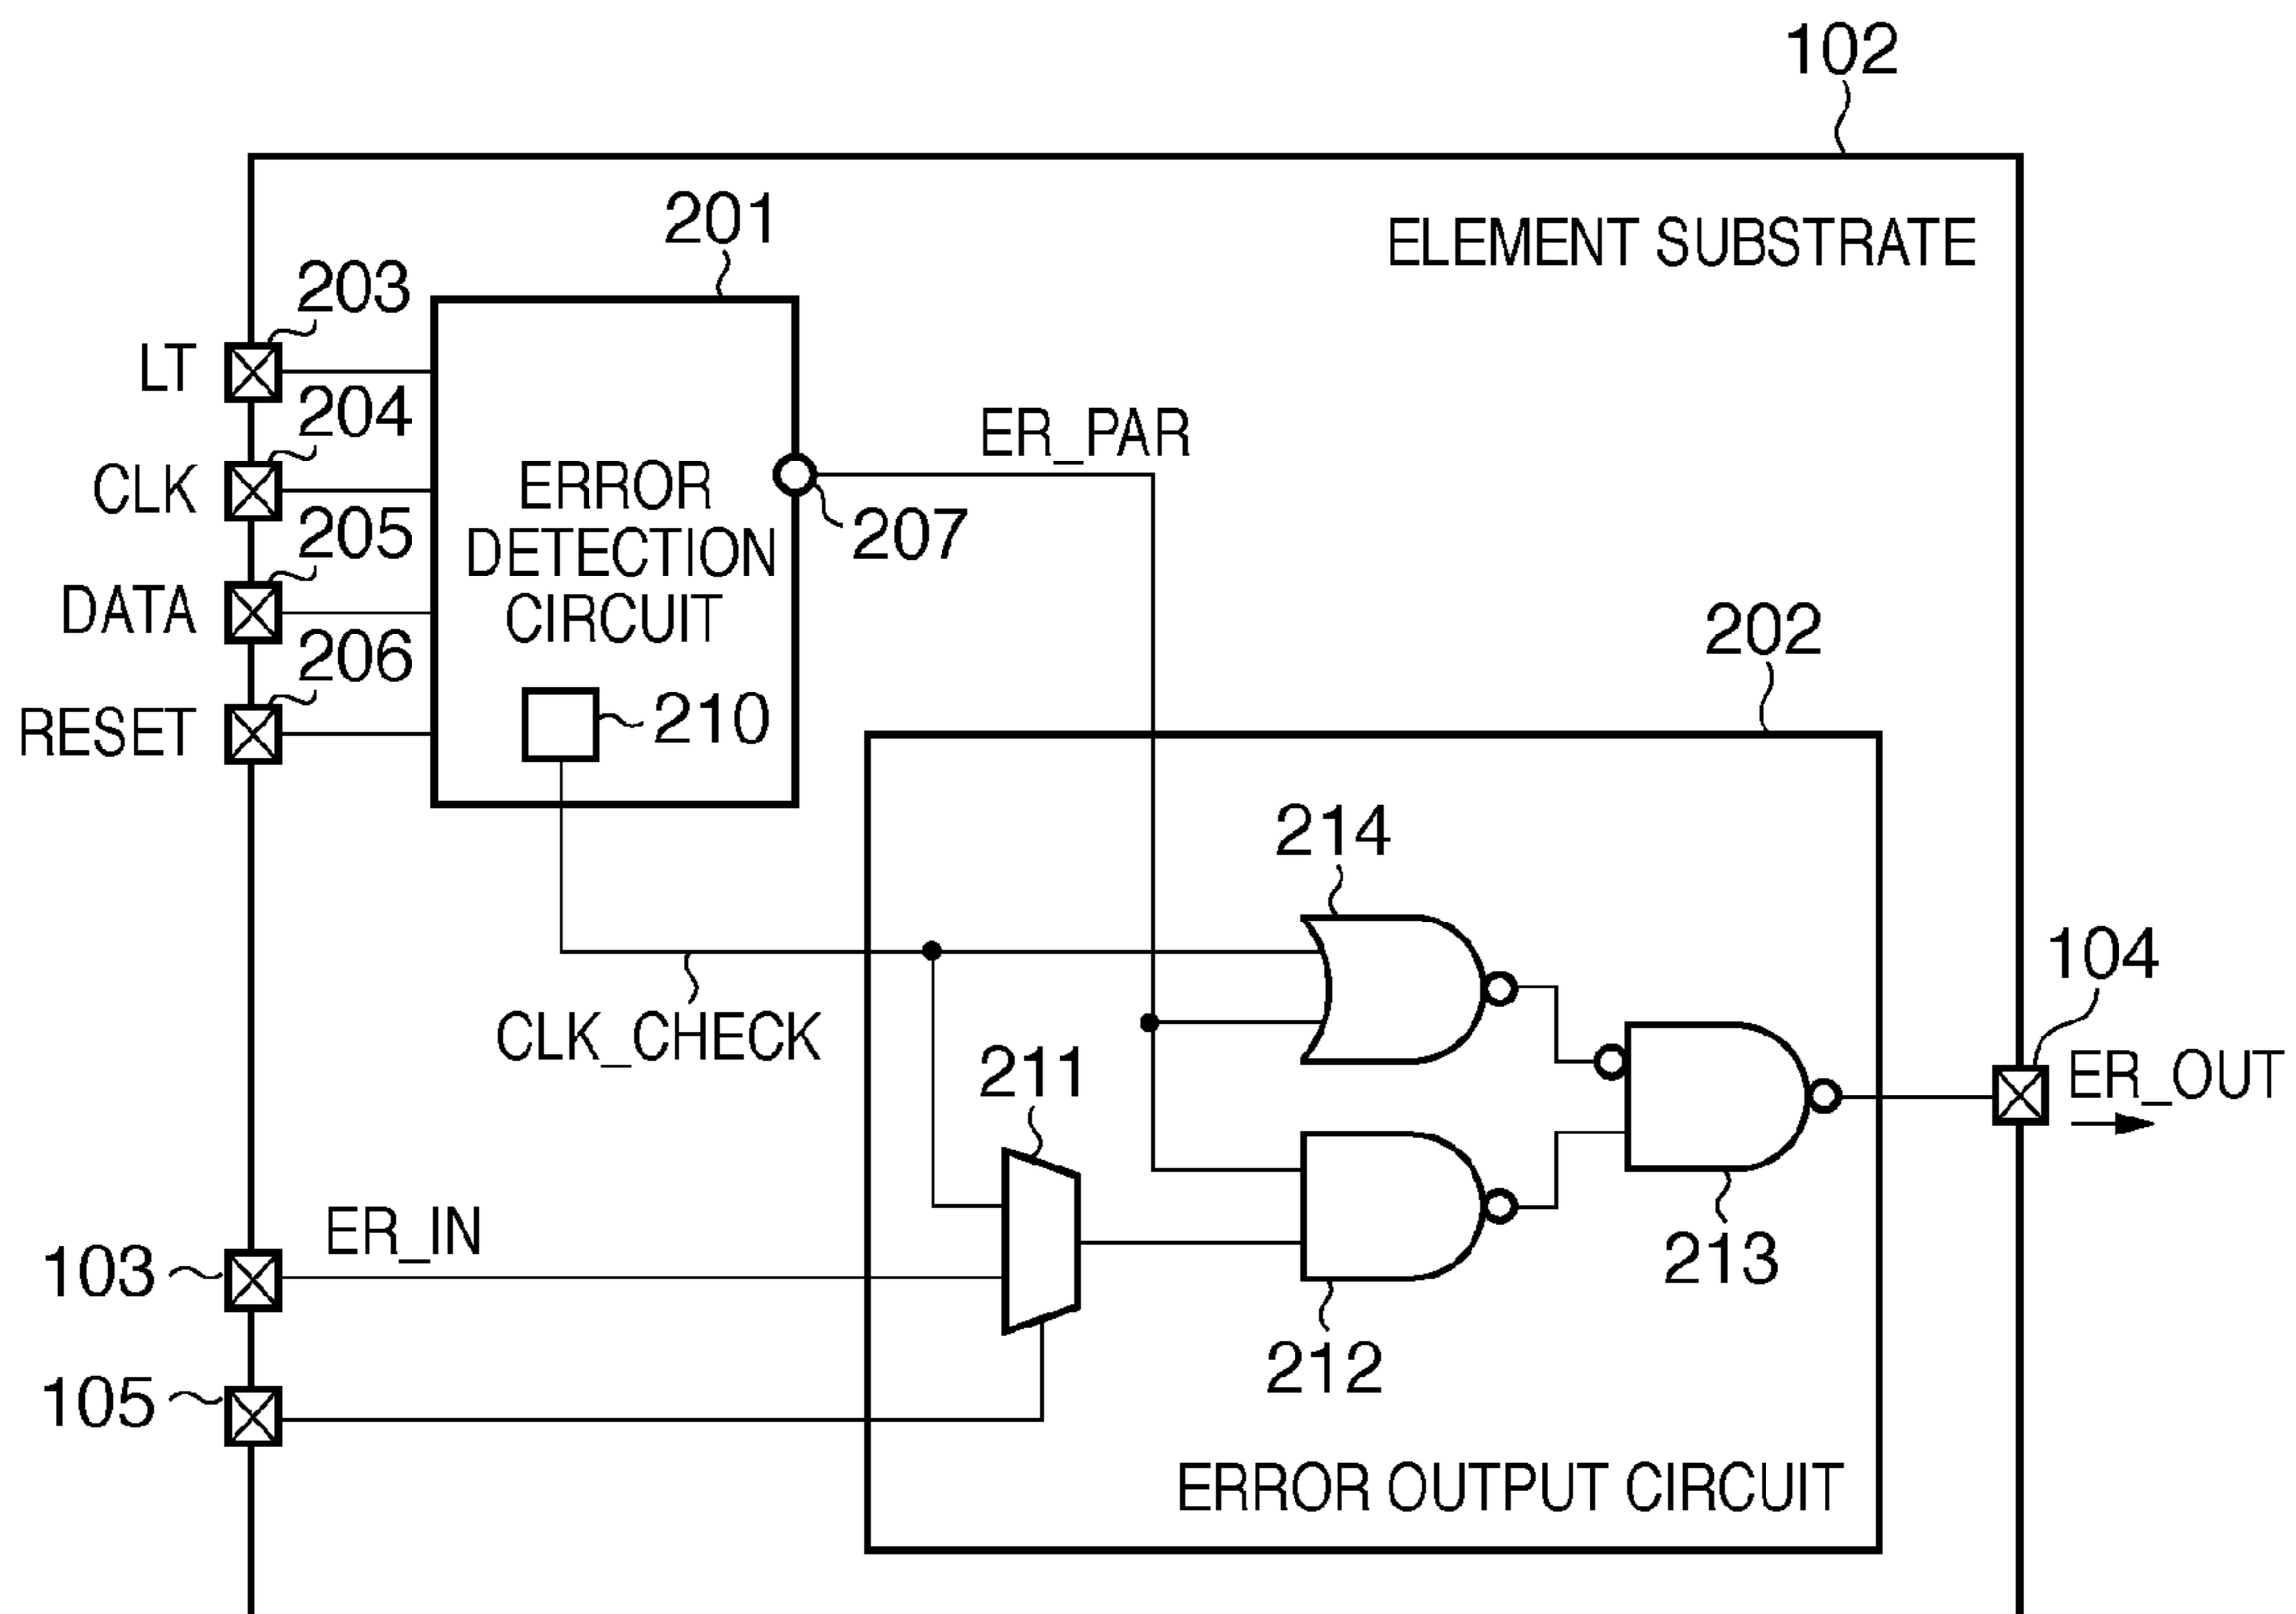 102
ELEMENT SUBSTRATE
201
203
LT
204
CLK
205
DATA
206
RESET
ERROR
DETECTION
CIRCUIT
210
207
ER_PAR
202
214
CLK_CHECK
211
104
ER_OUT
213
212
103
ER_IN
105
ERROR OUTPUT CIRCUIT